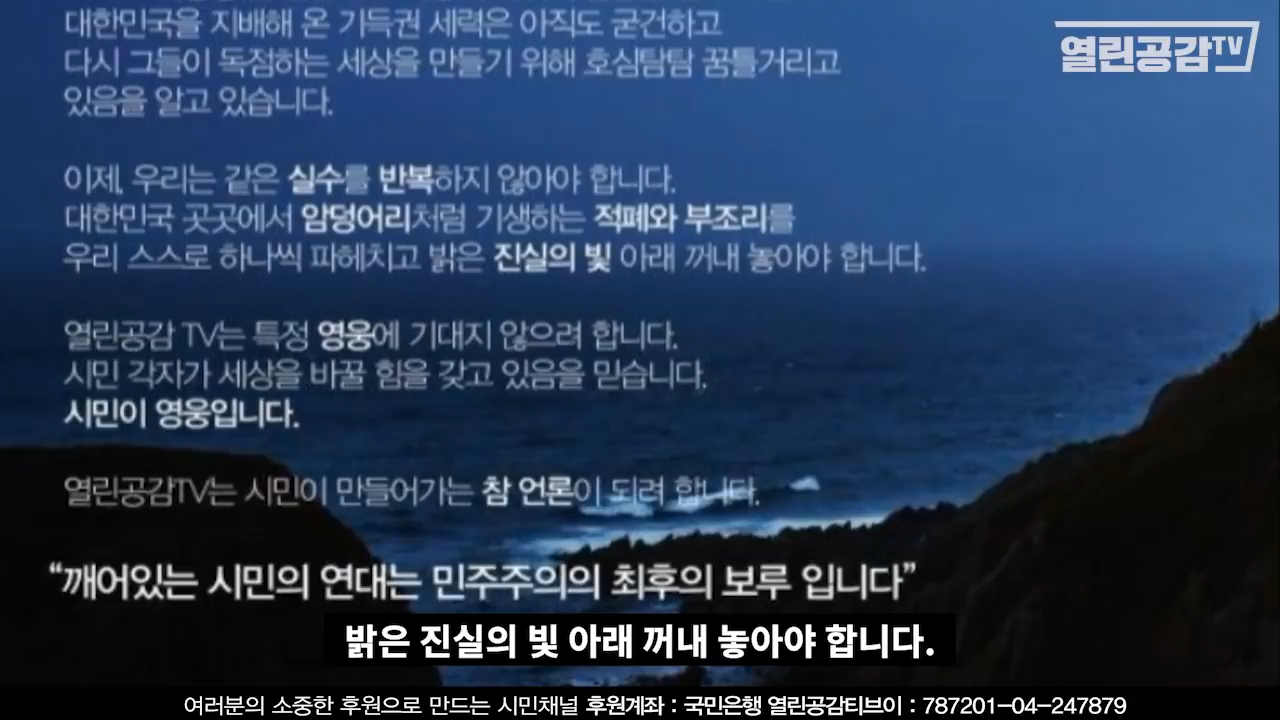 대한민국을 지배해 온 기득권 세력은 아직도 굳건하고
다시 그들이 독점하는 세상을 만들기 위해 호심탐탐 꿈틀거리고
있음을 알고 있습니다.
이제, 우리는 같은 실수를 반복하지 않아야 합니다.
대한민국 곳곳에서 암덩어리처럼 기생하는 적폐와 부조리를
우리 스스로 하나씩 파헤치고 밝은 진실의 빛 아래 꺼내 놓아야 합니다.
열린공감 TV는 특정 영웅에 기대지 않으려 합니다.
시민 각자가 세상을 바꿀 힘을 갖고 있음을 믿습니다.
시민이 영웅입니다.
열린공감TV는 시민이 만들어가는 참 언론이 되려 합니다.
“깨어있는 시민의 연대는 민주주의의 최후의 보루 입니다”
밝은 진실의 빛 아래 꺼내 놓아야 합니다.
여러분의 소중한 후원으로 만드는 시민채널 후원계좌 : 국민은행 열린공감티브이 : 787201-04-247879
열린공감TV